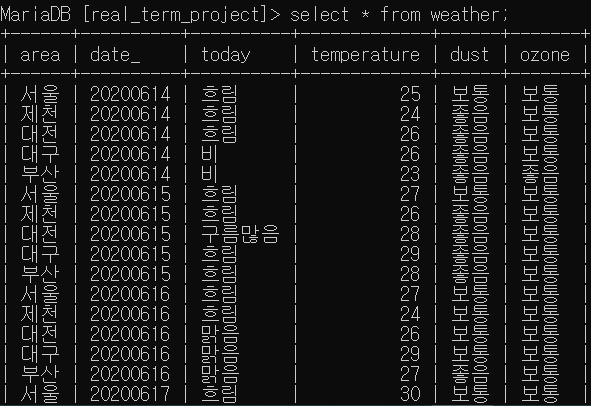 MariaDB [real_term_project]> select * from weather;
+------+----------+----------+-------------+------+-------+
| area | date_ | today | temperature | dust | ozone |
+------+----------+----------+-------------+------+-------+
| 서울 | 20200614 | 흐림 | 25 | 보통 | 보통 |
| 제천 | 20200614 | 흐림 | 24 | 좋음 | 보통 |
| 대전 | 20200614 | 흐림 | 26 | 좋음 | 보통 |
| 대구 | 20200614 | 비 | 26 | 좋음 | 보통 |
| 부산 | 20200614 | 비 | 23 | 좋음 | 좋음 |
| 서울 | 20200615 | 흐림 | 27 | 보통 | 보통 |
| 제천 | 20200615 | 흐림 | 26 | 좋음 | 보통 |
| 대전 | 20200615 | 구름많음 | 28 | 좋음 | 보통 |
| 대구 | 20200615 | 흐림 | 29 | 좋음 | 보통 |
| 부산 | 20200615 | 흐림 | 28 | 좋음 | 보통 |
| 서울 | 20200616 | 흐림 | 27 | 보통 | 보통 |
| 제천 | 20200616 | 흐림 | 24 | 보통 | 보통 |
| 대전 | 20200616 | 맑음 | 26 | 보통 | 보통 |
| 대구 | 20200616 | 맑음 | 29 | 보통 | 보통 |
| 부산 | 20200616 | 맑음 | 27 | 좋음 | 보통 |
| 서울 | 20200617 | 흐림 | 30 | 보통 | 보통 |